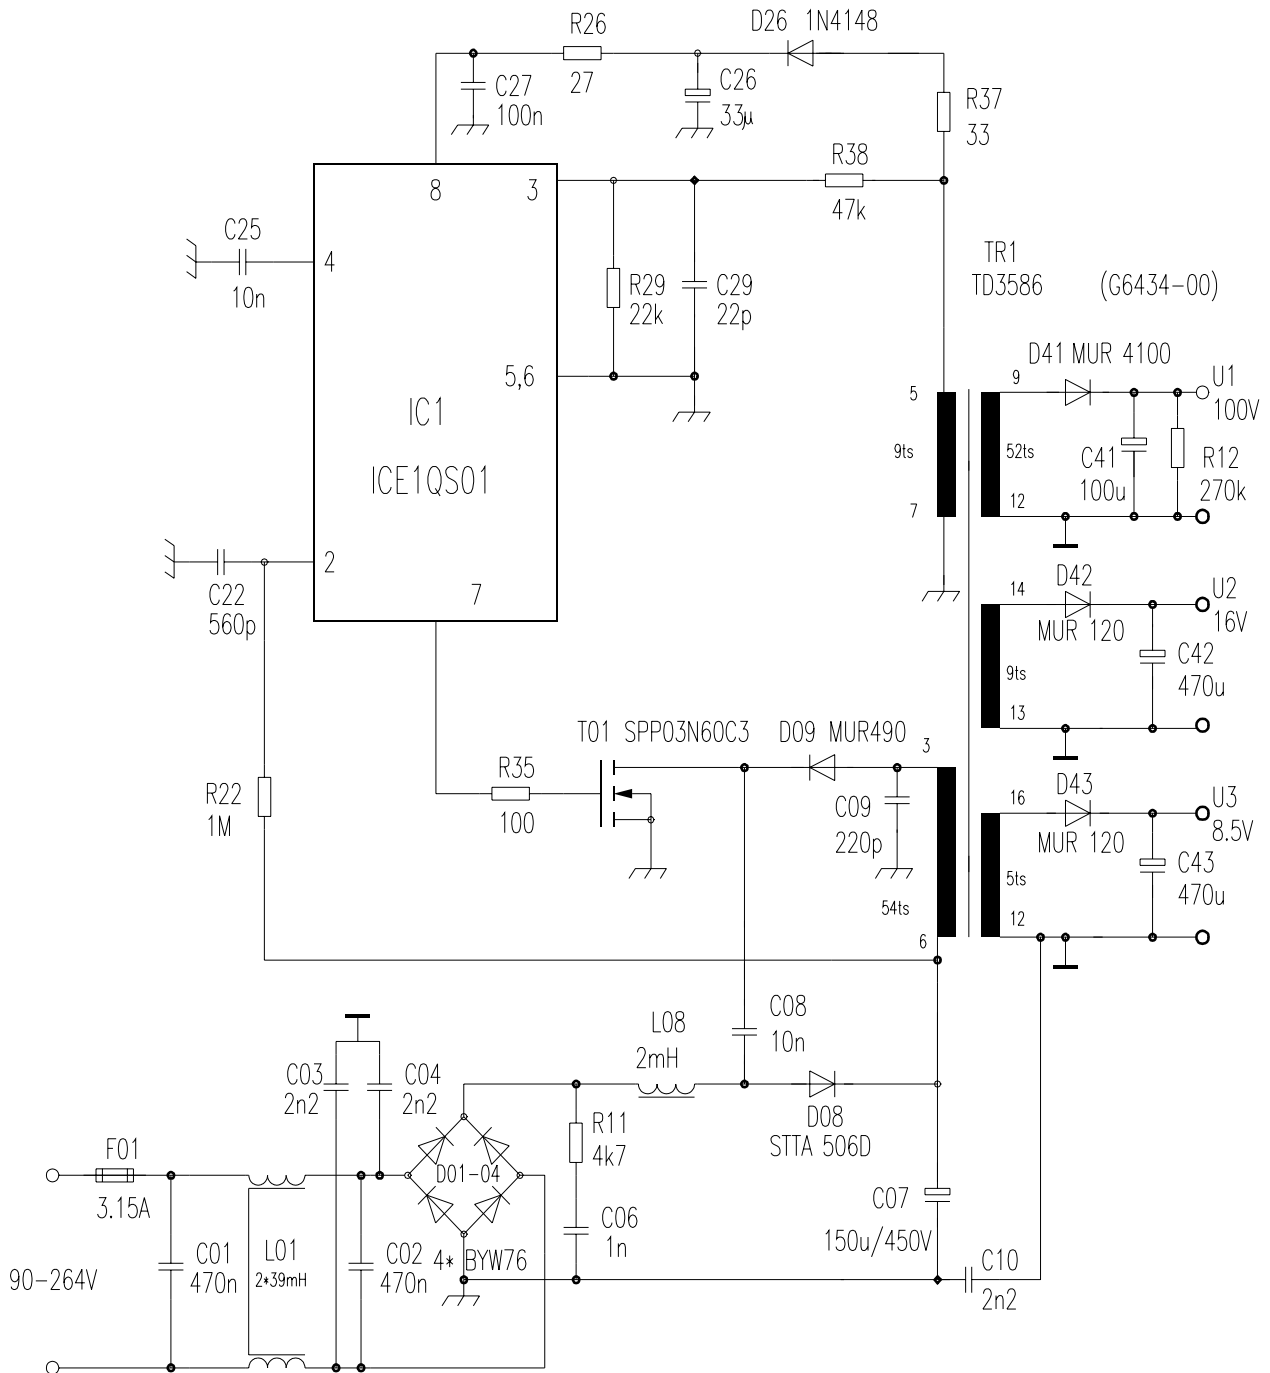 D26 1N4148
R26
27
C27
100n
C26
33µ
R37
33
R38
47k
8
3
C25
10n
4
R29
22k
C29
22p
TR1
TD3586
(G6434-00)
5,6
IC1
ICE1QS01
D41 MUR 4100
5
9
U1
100V
9ts
52ts
C41
100u
R12
270k
7
12
2
C22
560p
7
D42
MUR 120
14
U2
16V
C42
470u
9ts
13
T01 SPP03N60C3
D09 MUR490
3
R35
100
R22
1M
C09
220p
D43
MUR 120
16
U3
8.5V
C43
470u
54ts
5ts
6
12
C08
10n
L08
2mH
C03
2n2
C04
2n2
D08
STTA 506D
R11
4k7
F01
3.15A
D01-04
C07
150u/450V
C06
1n
4* BYW76
C01
470n
L01
2*39mH
C02
470n
90-264V
C10
2n2